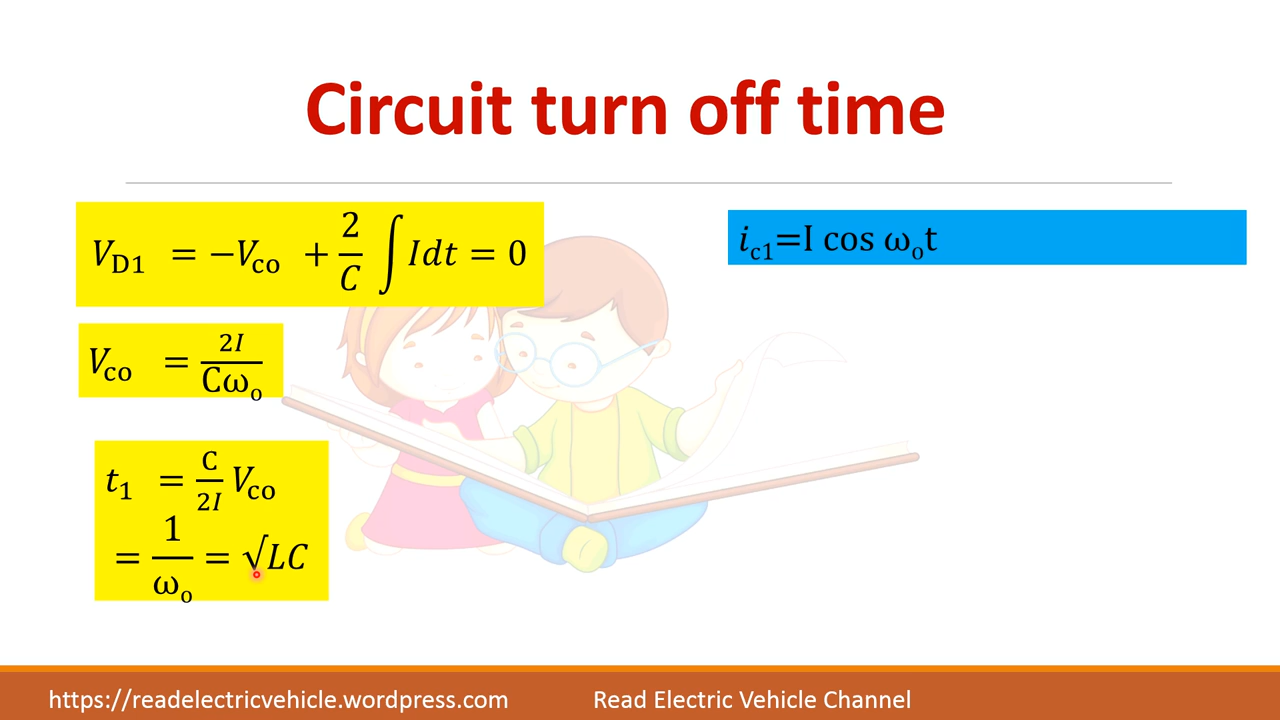 Circuit turn off time
V_D1 = −V_co + 2/C ∫ Idt = 0
i_c1=I cos ω_o t
V_co = 2I/Cω_o
t_1 = C/2I V_co
= 1/ω_o = √LC
https://readelectricvehicle.wordpress.com Read Electric Vehicle Channel